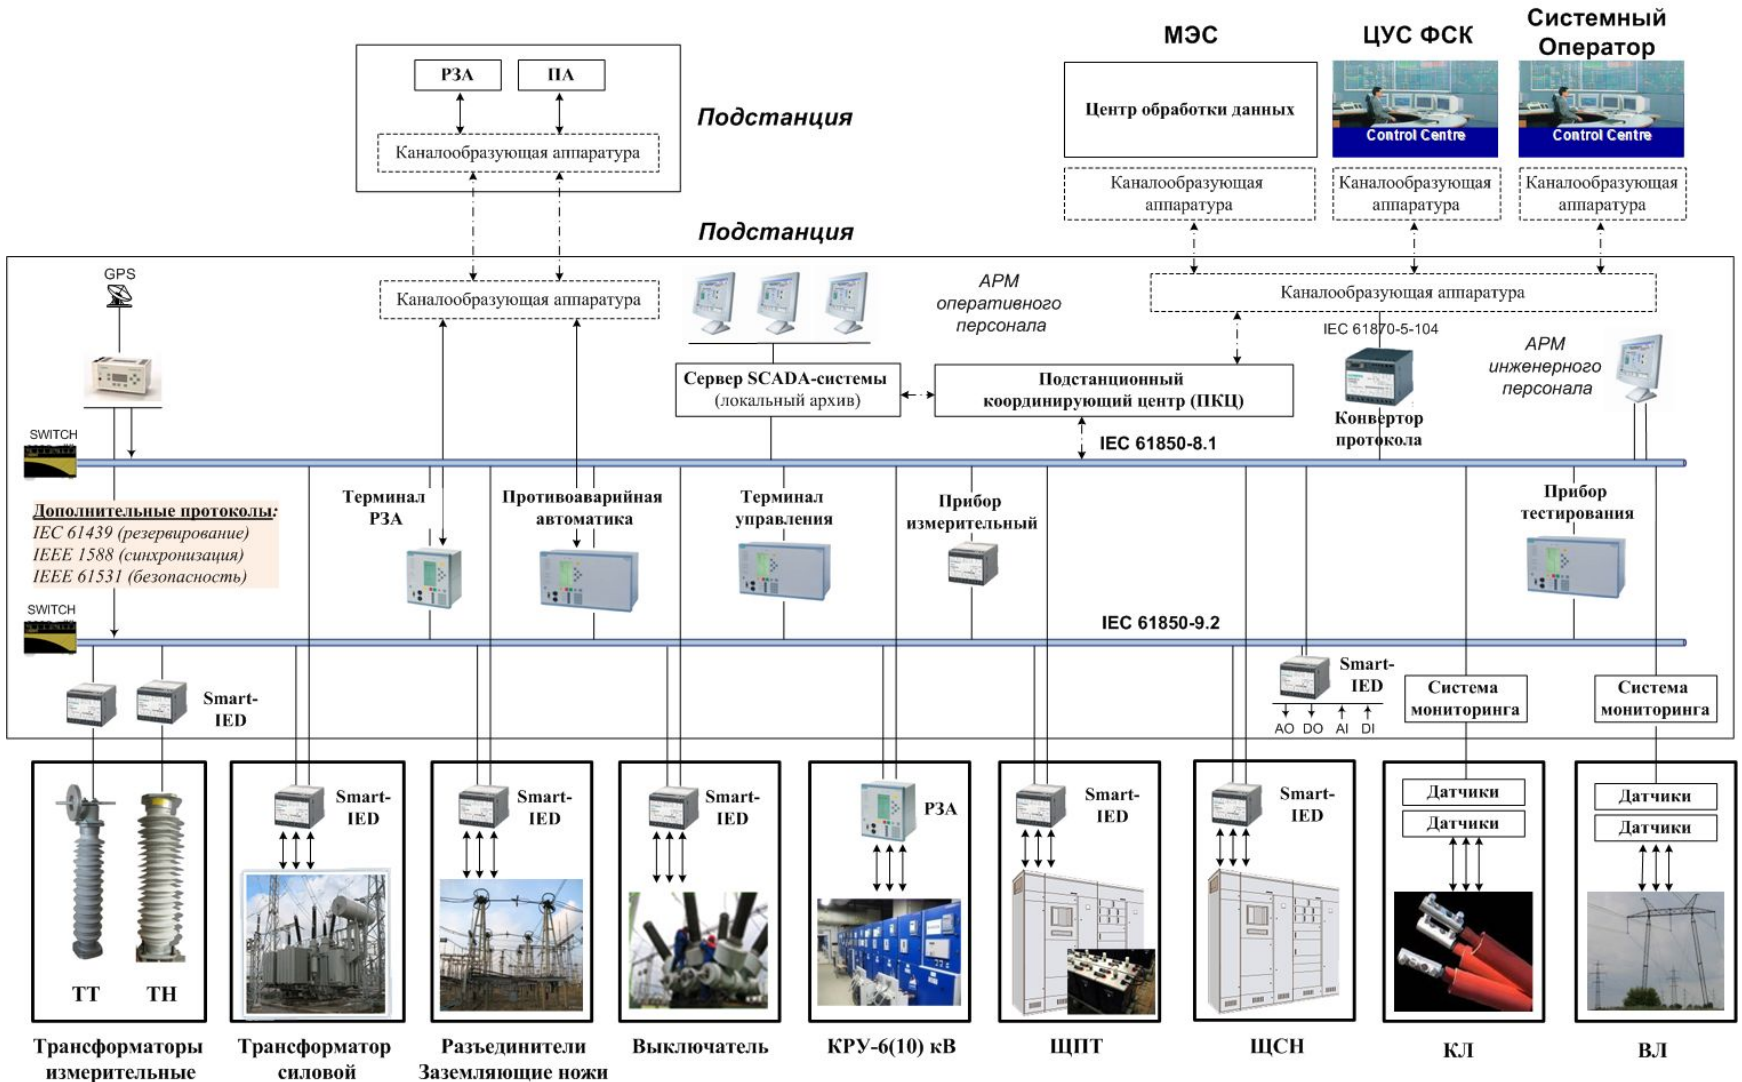 МЭС
ЦУС ФСК
Системный
Оператор
РЗА
ПА
Каналообразующая аппаратура
Подстанция
Центр обработки данных
Control Centre
Control Centre
Каналообразующая
аппаратура
Каналообразующая
аппаратура
Каналообразующая
аппаратура
Подстанция
GPS
Каналообразующая аппаратура
АРМ
оперативного
персонала
Каналообразующая аппаратура
IEC 61870-5-104
АРМ
инженерного
персонала
Сервер SCADA-системы
(локальный архив)
Подстанционный
координирующий центр (ПКЦ)
Конвертор
протокола
SWITCH
IEC 61850-8.1
Дополнительные протоколы:
IEC 61439 (резервирование)
IEEE 1588 (синхронизация)
IEEE 61531 (безопасность)
Терминал
РЗА
Противоаварийная
автоматика
Терминал
управления
Прибор
измерительный
Прибор
тестирования
SWITCH
IEC 61850-9.2
Smart-
IED
Smart-
IED
AO DO AI DI
Система
мониторинга
Система
мониторинга
Smart-
IED
Smart-
IED
Smart-
IED
РЗА
Smart-
IED
Smart-
IED
Датчики
Датчики
Датчики
Датчики
ТТ
ТН
Трансформаторы
измерительные
Трансформатор
силовой
Разъединители
Заземляющие ножи
Выключатель
КРУ-6(10) кВ
ЩПТ
ЩСН
КЛ
ВЛ